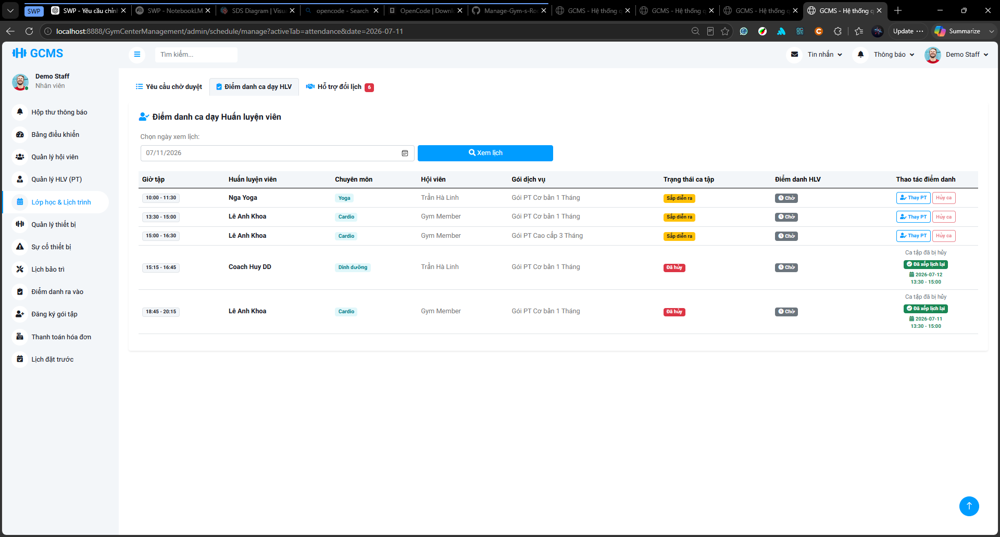 SWP
SWP - Yêu cầu chỉn
SWP - NotebookLM
SDS Diagram | Visu
opencode - Search
OpenCode | Downl
Manage-Gym-s-Ro
GCMS - Hệ thống q
GCMS - Hệ thống q
GCMS - Hệ thống q
GCMS - Hệ thống q
localhost:8888/GymCenterManagement/admin/schedule/manage?activeTab=attendance&date=2026-07-11
Update
Summarize
GCMS
Tìm kiếm...
Tin nhắn
Thông báo
Demo Staff
Demo Staff
Nhân viên
Hộp thư thông báo
Bảng điều khiển
Quản lý hội viên
Quản lý HLV (PT)
Lớp học & Lịch trình
Quản lý thiết bị
Sự cố thiết bị
Lịch bảo trì
Điểm danh ra vào
Đăng ký gói tập
Thanh toán hóa đơn
Lịch đặt trước
Yêu cầu chờ duyệt
Điểm danh ca dạy HLV
Hỗ trợ đổi lịch 6
Điểm danh ca dạy Huấn luyện viên
Chọn ngày xem lịch:
07/11/2026
Xem lịch
Giờ tập Huấn luyện viên Chuyên môn Hội viên Gói dịch vụ Trạng thái ca tập Điểm danh HLV Thao tác điểm danh
10:00 - 11:30 Nga Yoga Yoga Trần Hà Linh Gói PT Cơ bản 1 Tháng Sắp diễn ra Chờ Thay PT Hủy ca
13:30 - 15:00 Lê Anh Khoa Cardio Gym Member Gói PT Cơ bản 1 Tháng Sắp diễn ra Chờ Thay PT Hủy ca
15:00 - 16:30 Lê Anh Khoa Cardio Gym Member Gói PT Cao cấp 3 Tháng Sắp diễn ra Chờ Thay PT Hủy ca
15:15 - 16:45 Coach Huy DD Dinh dưỡng Trần Hà Linh Gói PT Cơ bản 1 Tháng Đã hủy Chờ
Ca tập đã bị hủy
Đã xếp lịch lại
2026-07-12
13:30 - 15:00
18:45 - 20:15 Lê Anh Khoa Cardio Gym Member Gói PT Cơ bản 1 Tháng Đã hủy Chờ
Ca tập đã bị hủy
Đã xếp lịch lại
2026-07-11
13:30 - 15:00